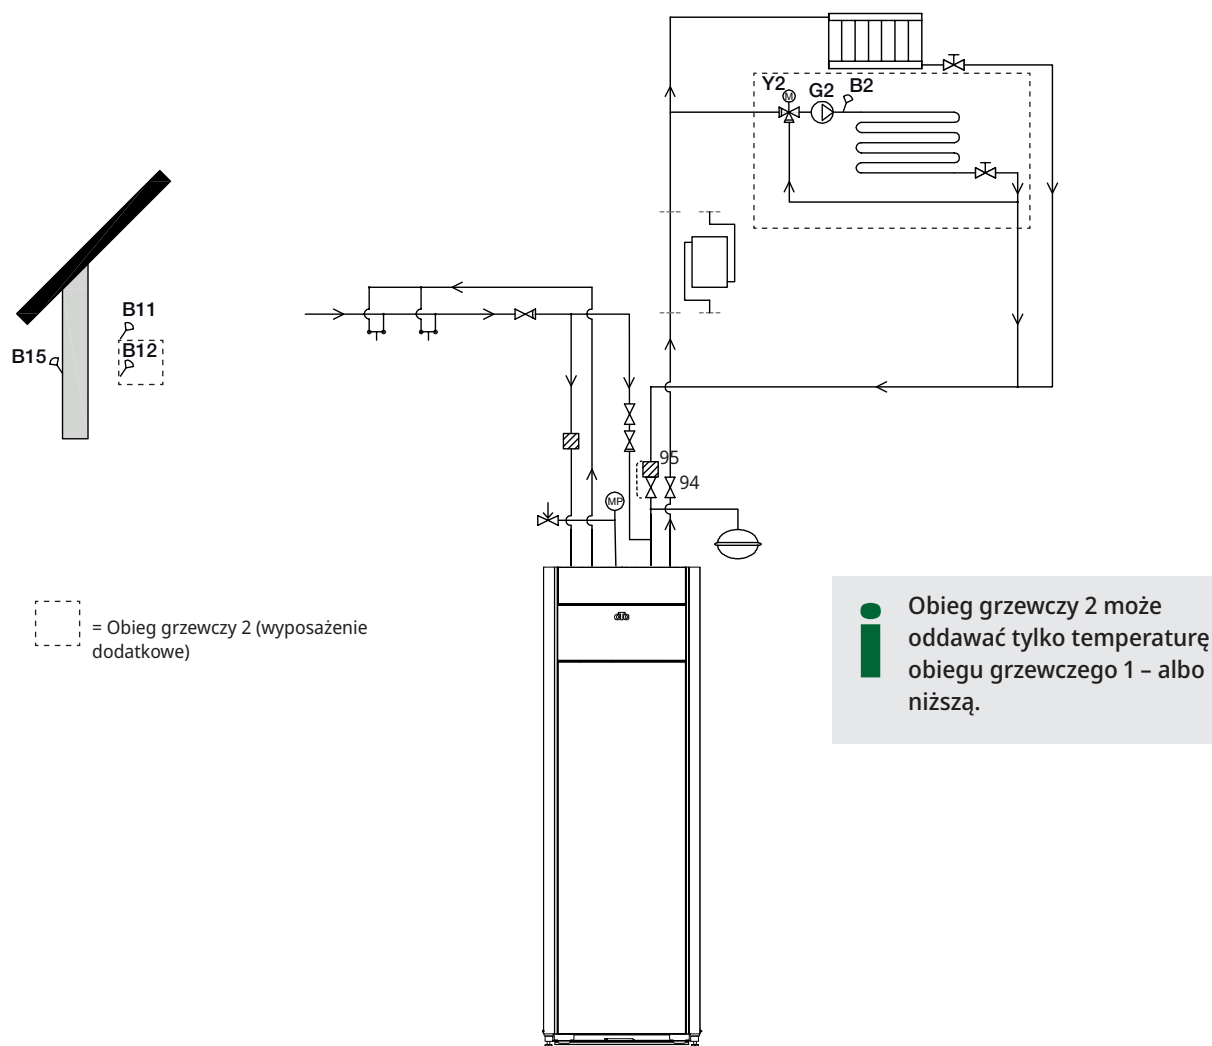 Y2
M
G2
B2
B11
B12
B15
95
94
MP
CTC
= Obieg grzewczy 2 (wyposażenie
dodatkowe)
i
Obieg grzewczy 2 może
oddawać tylko temperaturę
obiegu grzewczego 1 – albo
niższą.